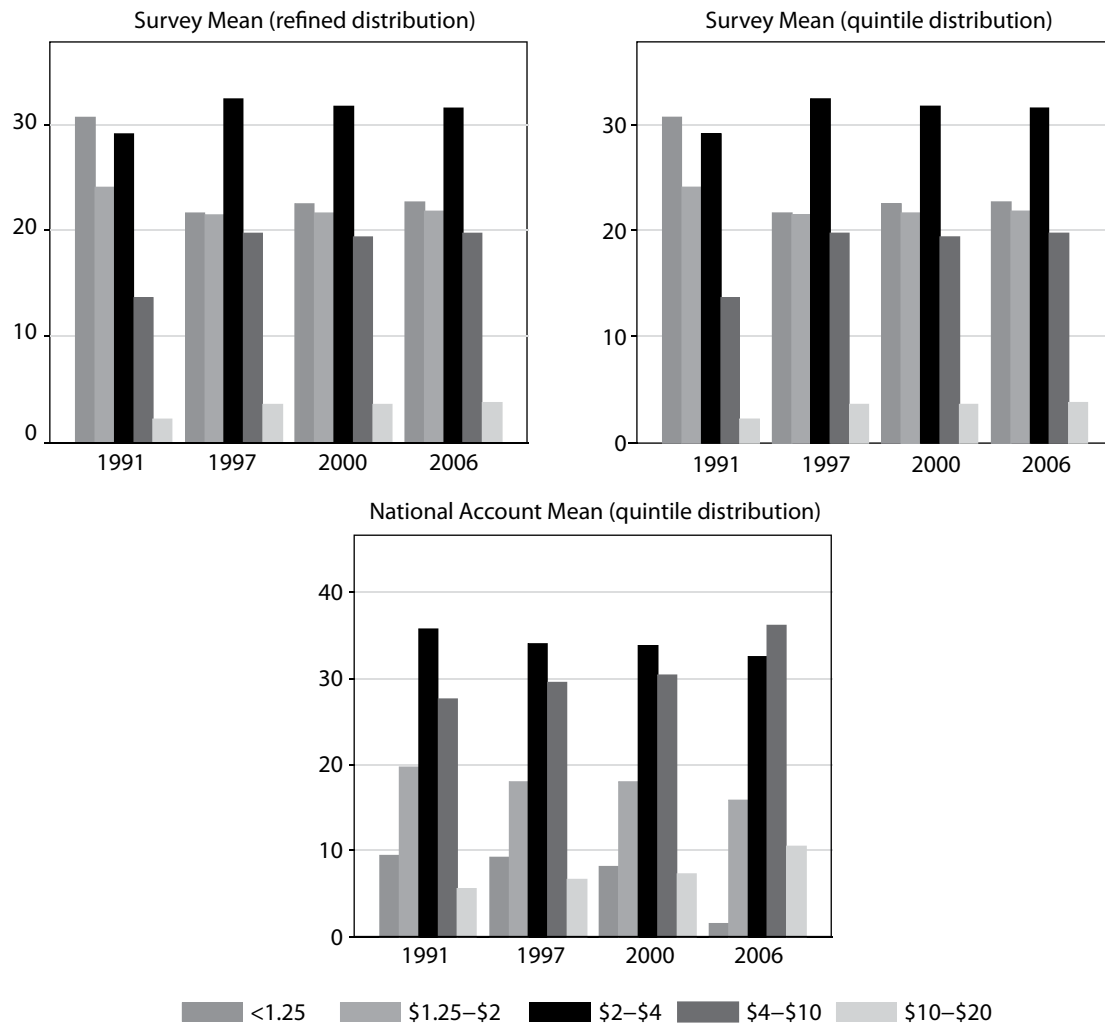 Survey Mean (refined distribution)
30
20
10
0
1991 1997 2000 2006
Survey Mean (quintile distribution)
30
20
10
0
1991 1997 2000 2006
National Account Mean (quintile distribution)
40
30
20
10
0
1991 1997 2000 2006
<1.25 $1.25–$2 $2–$4 $4–$10 $10–$20